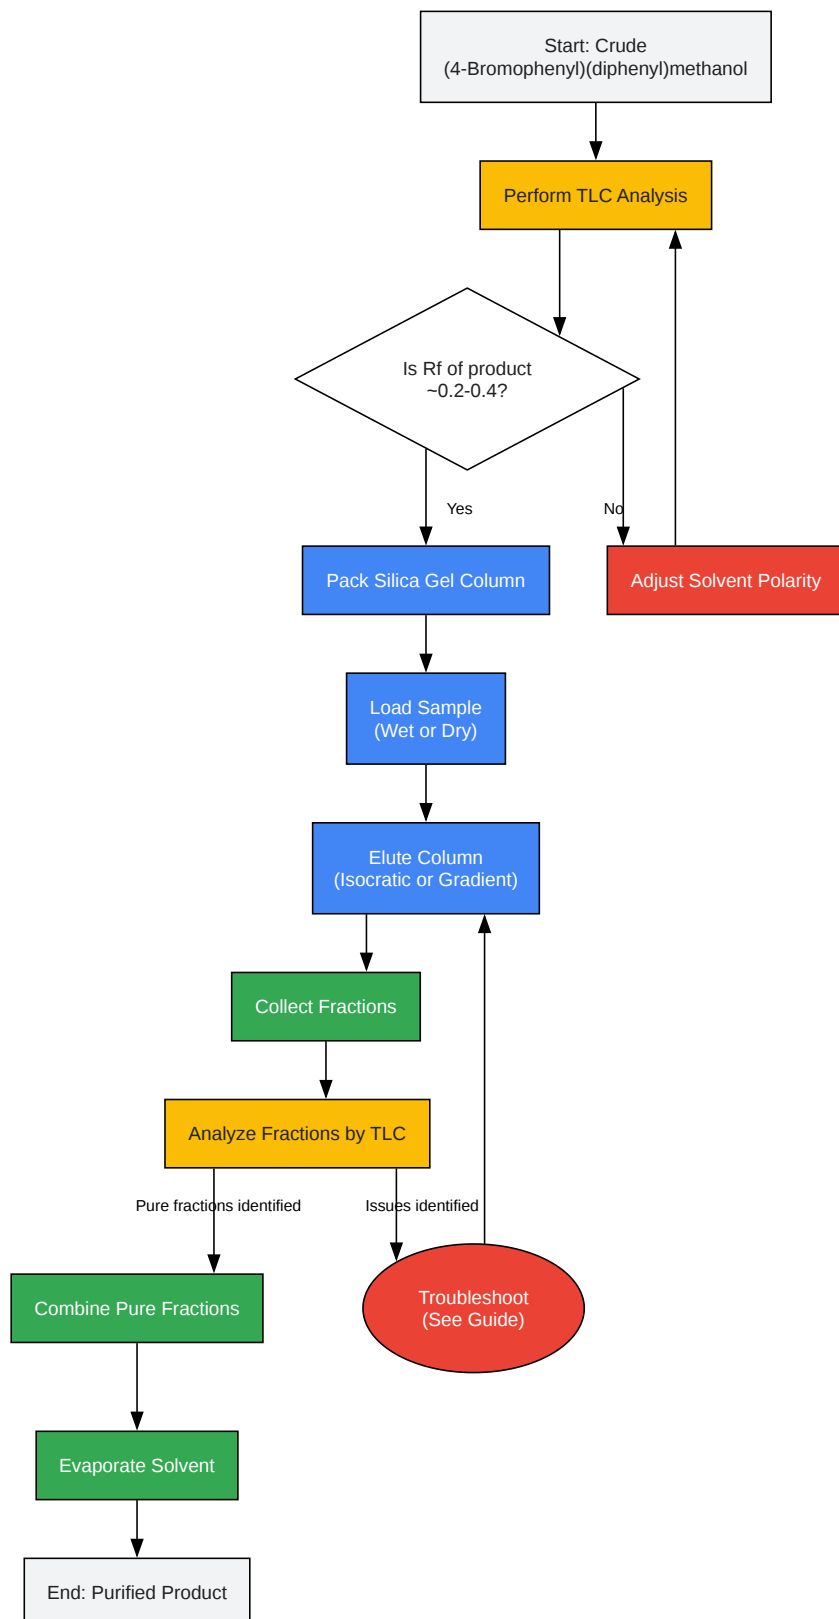 Start: Crude
(4-Bromophenyl)(diphenyl)methanol
Perform TLC Analysis
Is Rf of product
~0.2-0.4?
Yes
No
Pack Silica Gel Column
Adjust Solvent Polarity
Load Sample
(Wet or Dry)
Elute Column
(Isocratic or Gradient)
Collect Fractions
Analyze Fractions by TLC
Pure fractions identified
Issues identified
Combine Pure Fractions
Troubleshoot
(See Guide)
Evaporate Solvent
End: Purified Product